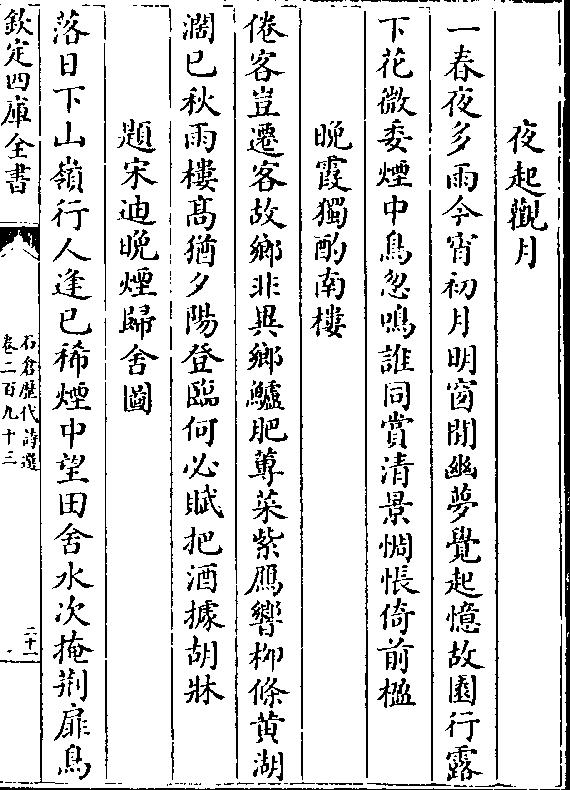 夜起觀月
一春夜多雨今宵初月明窗間幽夢覺起憶故園行露
下花微委煙中鳥忽鳴誰同賞清景惆悵倚前楹
晚霞獨酌南樓
倦客豈遷客故鄉非異鄉鱸肥蓴菜紫鴈響柳條黄湖
濶已秋雨樓髙猶夕陽登臨何必賦把酒據胡牀
題宋迪晚煙歸舍圖
落日下山嶺行人逢已稀煙中望田舍水次掩荆扉鳥
欽定四庫全書
石倉歴代詩選
卷二百九十三
二十一